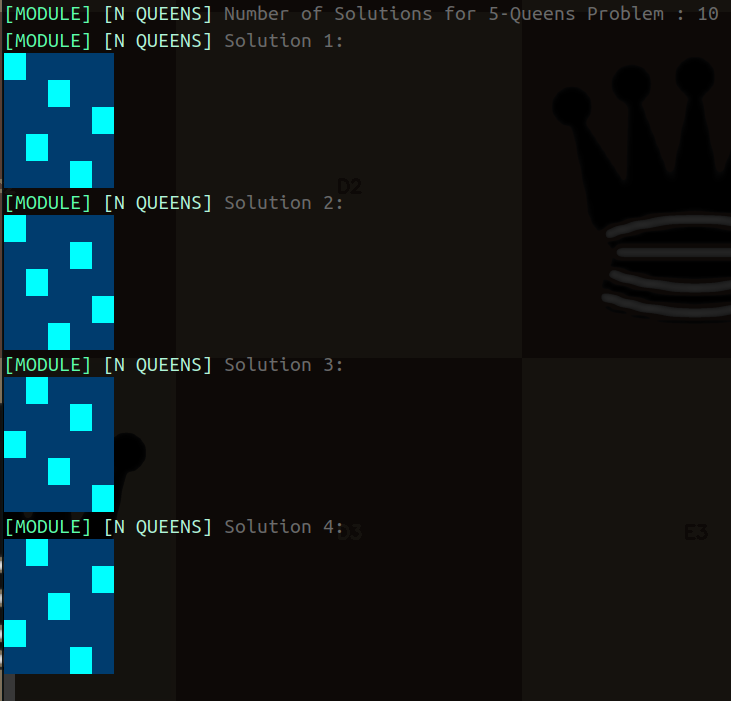 [MODULE] [N QUEENS] Number of Solutions for 5-Queens Problem : 10
[MODULE] [N QUEENS] Solution 1:
D2
[MODULE] [N QUEENS] Solution 2:
[MODULE] [N QUEENS] Solution 3:
[MODULE] [N QUEENS] Solution 4:
D3
E3